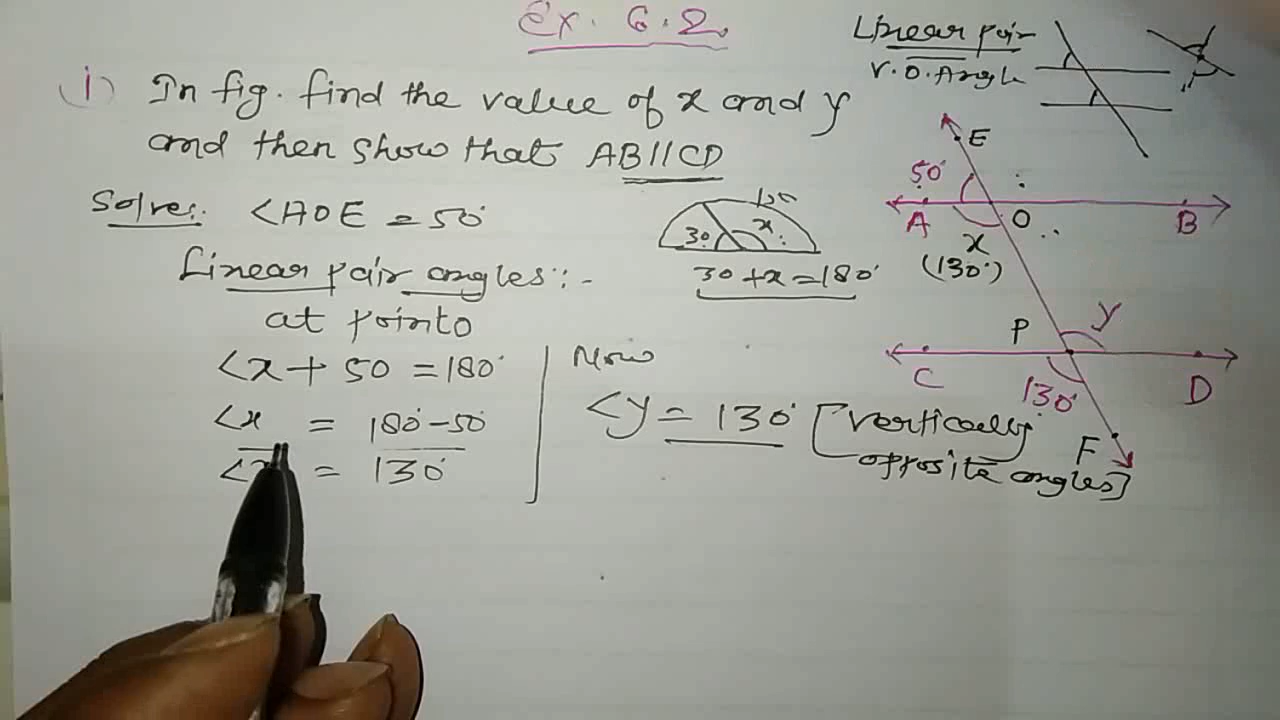 Ex. 6.2.
(i) In fig. find the value of x and y
and then show that AB//CD
Solve:. <AOE = 50°
Linear pair angles::-
at point O
<x + 50 = 180°
<x = 180° - 50°
<x = 130°
30 x 180
30 + x = 180°
Now
<y = 130° [vertically
opposite angles]
Linear pair
V.O.Angle
E
50°
A O B
x
(130°)
P y
C 130° D
F